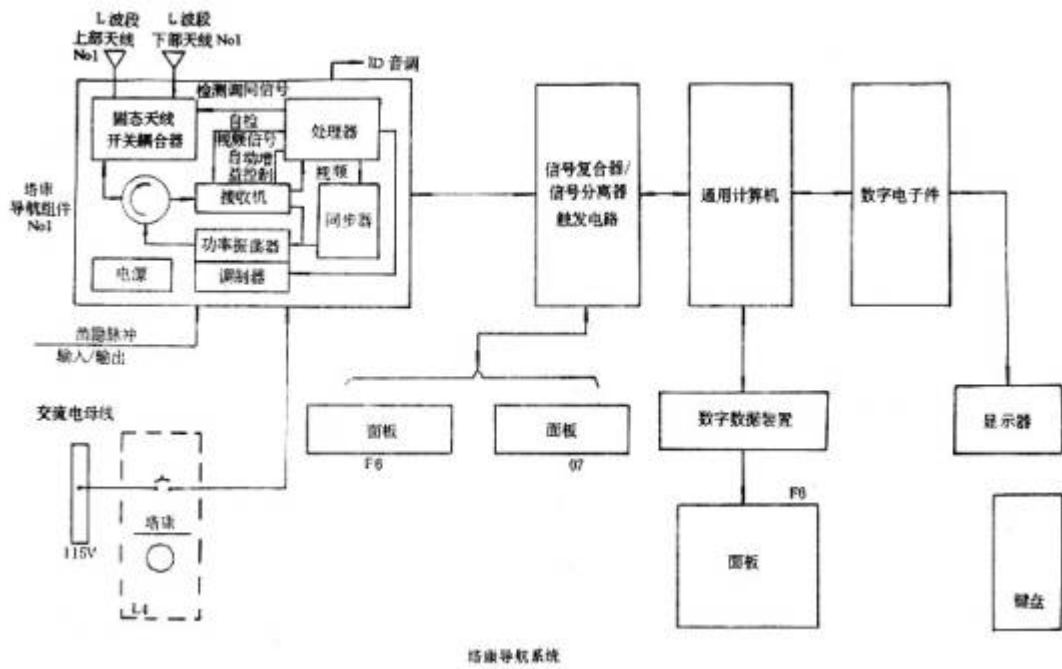 L 波段
上部天线
No1
L 波段
下部天线 No1
ID 音调
检测调问信号
固态天线
开关耦合器
自检
视频信号
自动增
益控制
处理器
视频
接收机
同步器
功率振荡器
调制器
电源
塔康
导航组件
No1
信号复合器/
信号分离器
触发电路
通用计算机
数字电子件
脉冲
输入/输出
交流电母线
面板
F6
面板
07
数字数据装置
显示器
塔康
115V
L4
F6
面板
键盘
塔康导航系统